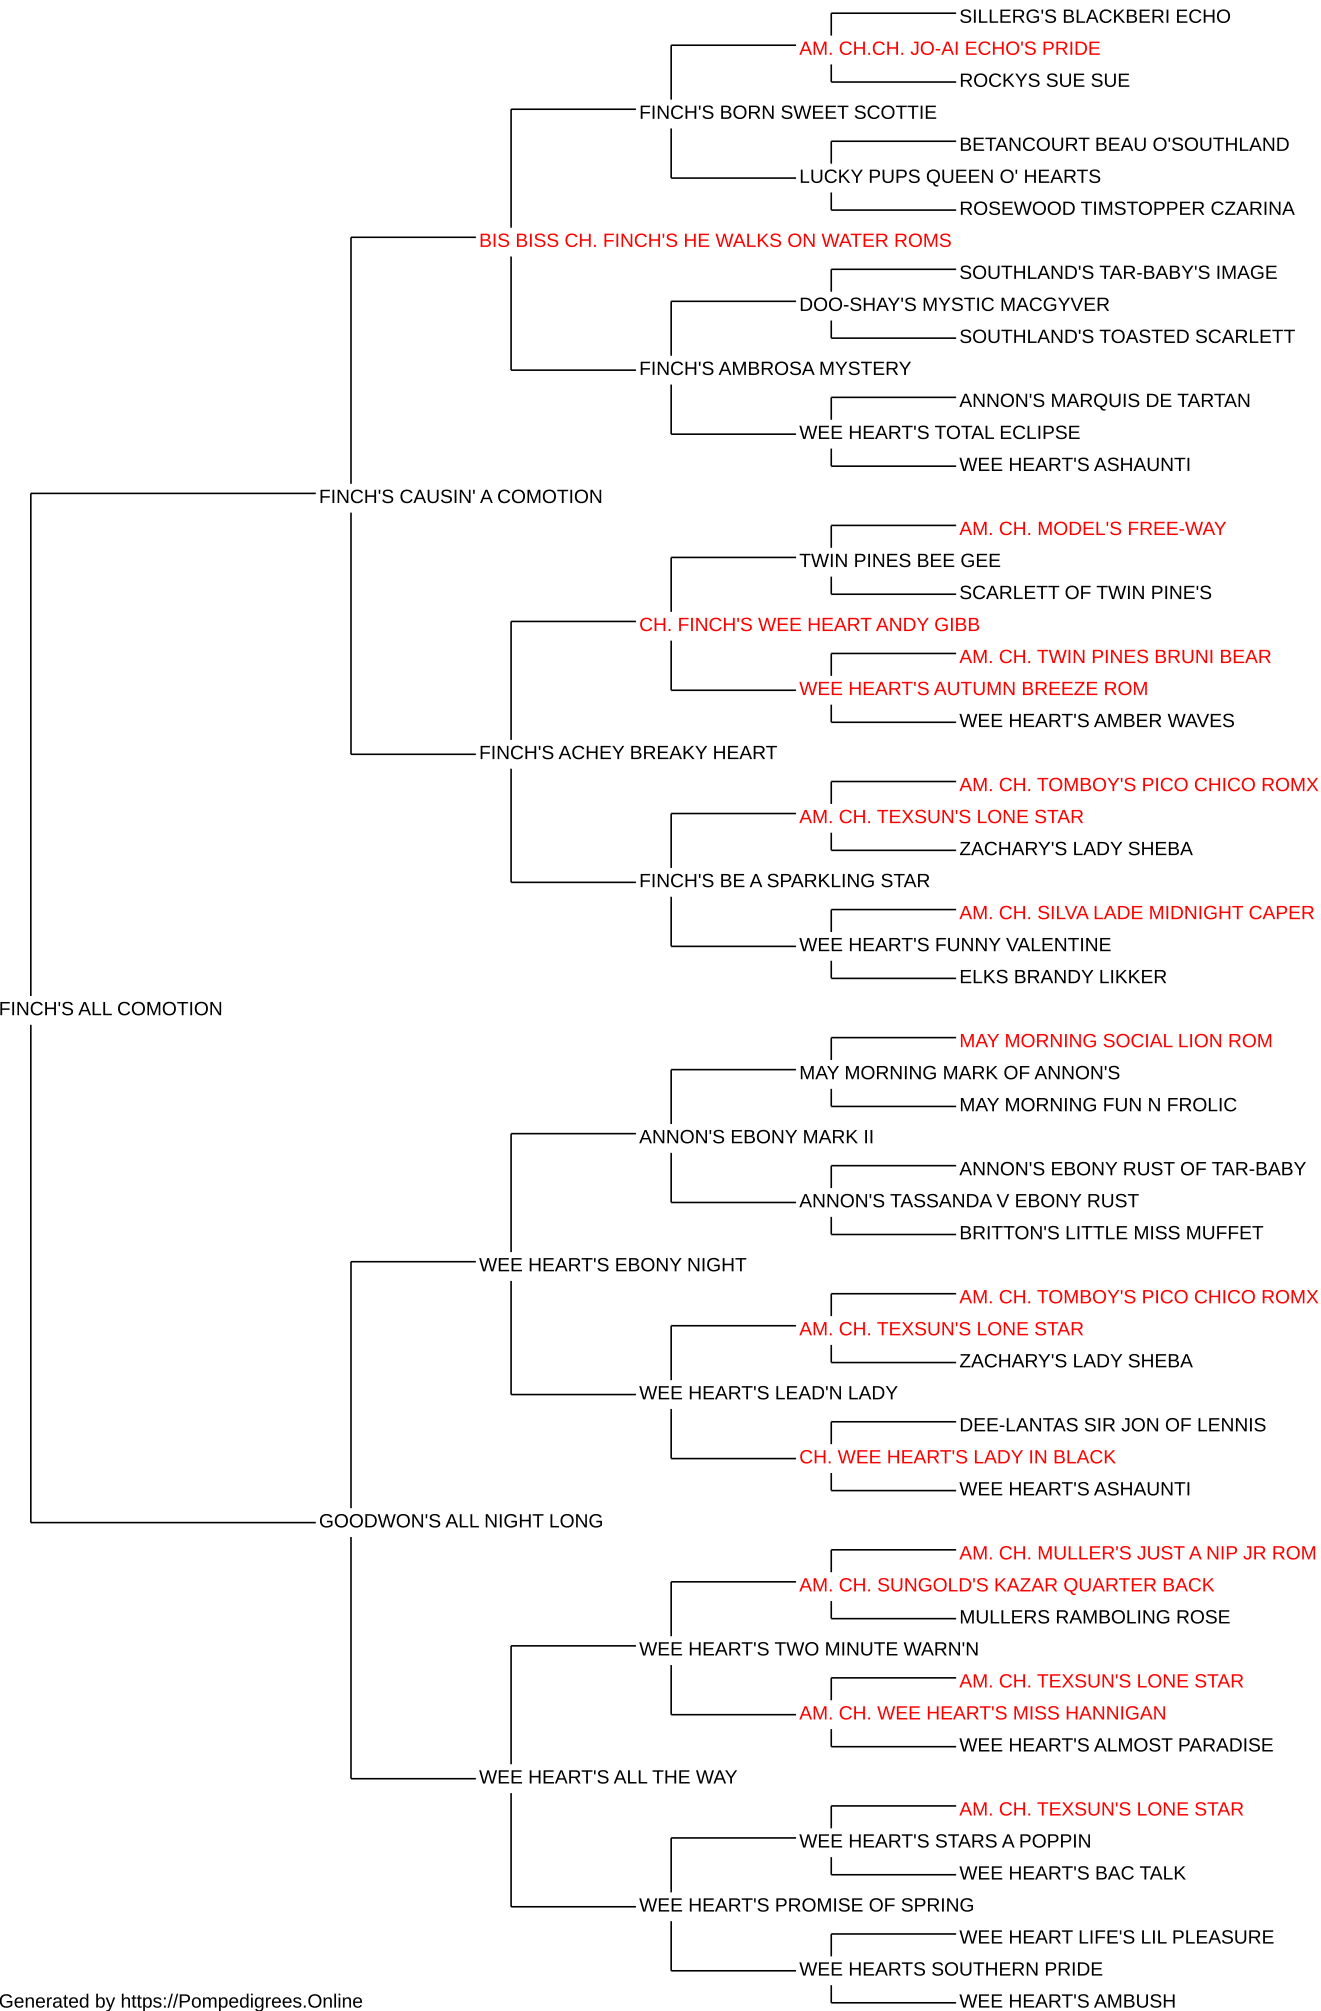 SILLERG'S BLACKBERI ECHO
AM. CH.CH. JO-AI ECHO'S PRIDE
ROCKYS SUE SUE
FINCH'S BORN SWEET SCOTTIE
BETANCOURT BEAU O'SOUTHLAND
LUCKY PUPS QUEEN O' HEARTS
ROSEWOOD TIMSTOPPER CZARINA
BIS BISS CH. FINCH'S HE WALKS ON WATER ROMS
SOUTHLAND'S TAR-BABY'S IMAGE
DOO-SHAY'S MYSTIC MACGYVER
SOUTHLAND'S TOASTED SCARLETT
FINCH'S AMBROSA MYSTERY
ANNON'S MARQUIS DE TARTAN
WEE HEART'S TOTAL ECLIPSE
WEE HEART'S ASHAUNTI
FINCH'S CAUSIN' A COMOTION
AM. CH. MODEL'S FREE-WAY
TWIN PINES BEE GEE
SCARLETT OF TWIN PINE'S
CH. FINCH'S WEE HEART ANDY GIBB
AM. CH. TWIN PINES BRUNI BEAR
WEE HEART'S AUTUMN BREEZE ROM
WEE HEART'S AMBER WAVES
FINCH'S ACHEY BREAKY HEART
AM. CH. TOMBOY'S PICO CHICO ROMX
AM. CH. TEXSUN'S LONE STAR
ZACHARY'S LADY SHEBA
FINCH'S BE A SPARKLING STAR
AM. CH. SILVA LADE MIDNIGHT CAPER
WEE HEART'S FUNNY VALENTINE
ELKS BRANDY LIKKER
FINCH'S ALL COMOTION
MAY MORNING SOCIAL LION ROM
MAY MORNING MARK OF ANNON'S
MAY MORNING FUN N FROLIC
ANNON'S EBONY MARK II
ANNON'S EBONY RUST OF TAR-BABY
ANNON'S TASSANDA V EBONY RUST
BRITTON'S LITTLE MISS MUFFET
WEE HEART'S EBONY NIGHT
AM. CH. TOMBOY'S PICO CHICO ROMX
AM. CH. TEXSUN'S LONE STAR
ZACHARY'S LADY SHEBA
WEE HEART'S LEAD'N LADY
DEE-LANTAS SIR JON OF LENNIS
CH. WEE HEART'S LADY IN BLACK
WEE HEART'S ASHAUNTI
GOODWON'S ALL NIGHT LONG
AM. CH. MULLER'S JUST A NIP JR ROM
AM. CH. SUNGOLD'S KAZAR QUARTER BACK
MULLERS RAMBOLING ROSE
WEE HEART'S TWO MINUTE WARN'N
AM. CH. TEXSUN'S LONE STAR
AM. CH. WEE HEART'S MISS HANNIGAN
WEE HEART'S ALMOST PARADISE
WEE HEART'S ALL THE WAY
AM. CH. TEXSUN'S LONE STAR
WEE HEART'S STARS A POPPIN
WEE HEART'S BAC TALK
WEE HEART'S PROMISE OF SPRING
WEE HEART LIFE'S LIL PLEASURE
WEE HEARTS SOUTHERN PRIDE
WEE HEART'S AMBUSH
Generated by https://Pompedigrees.Online